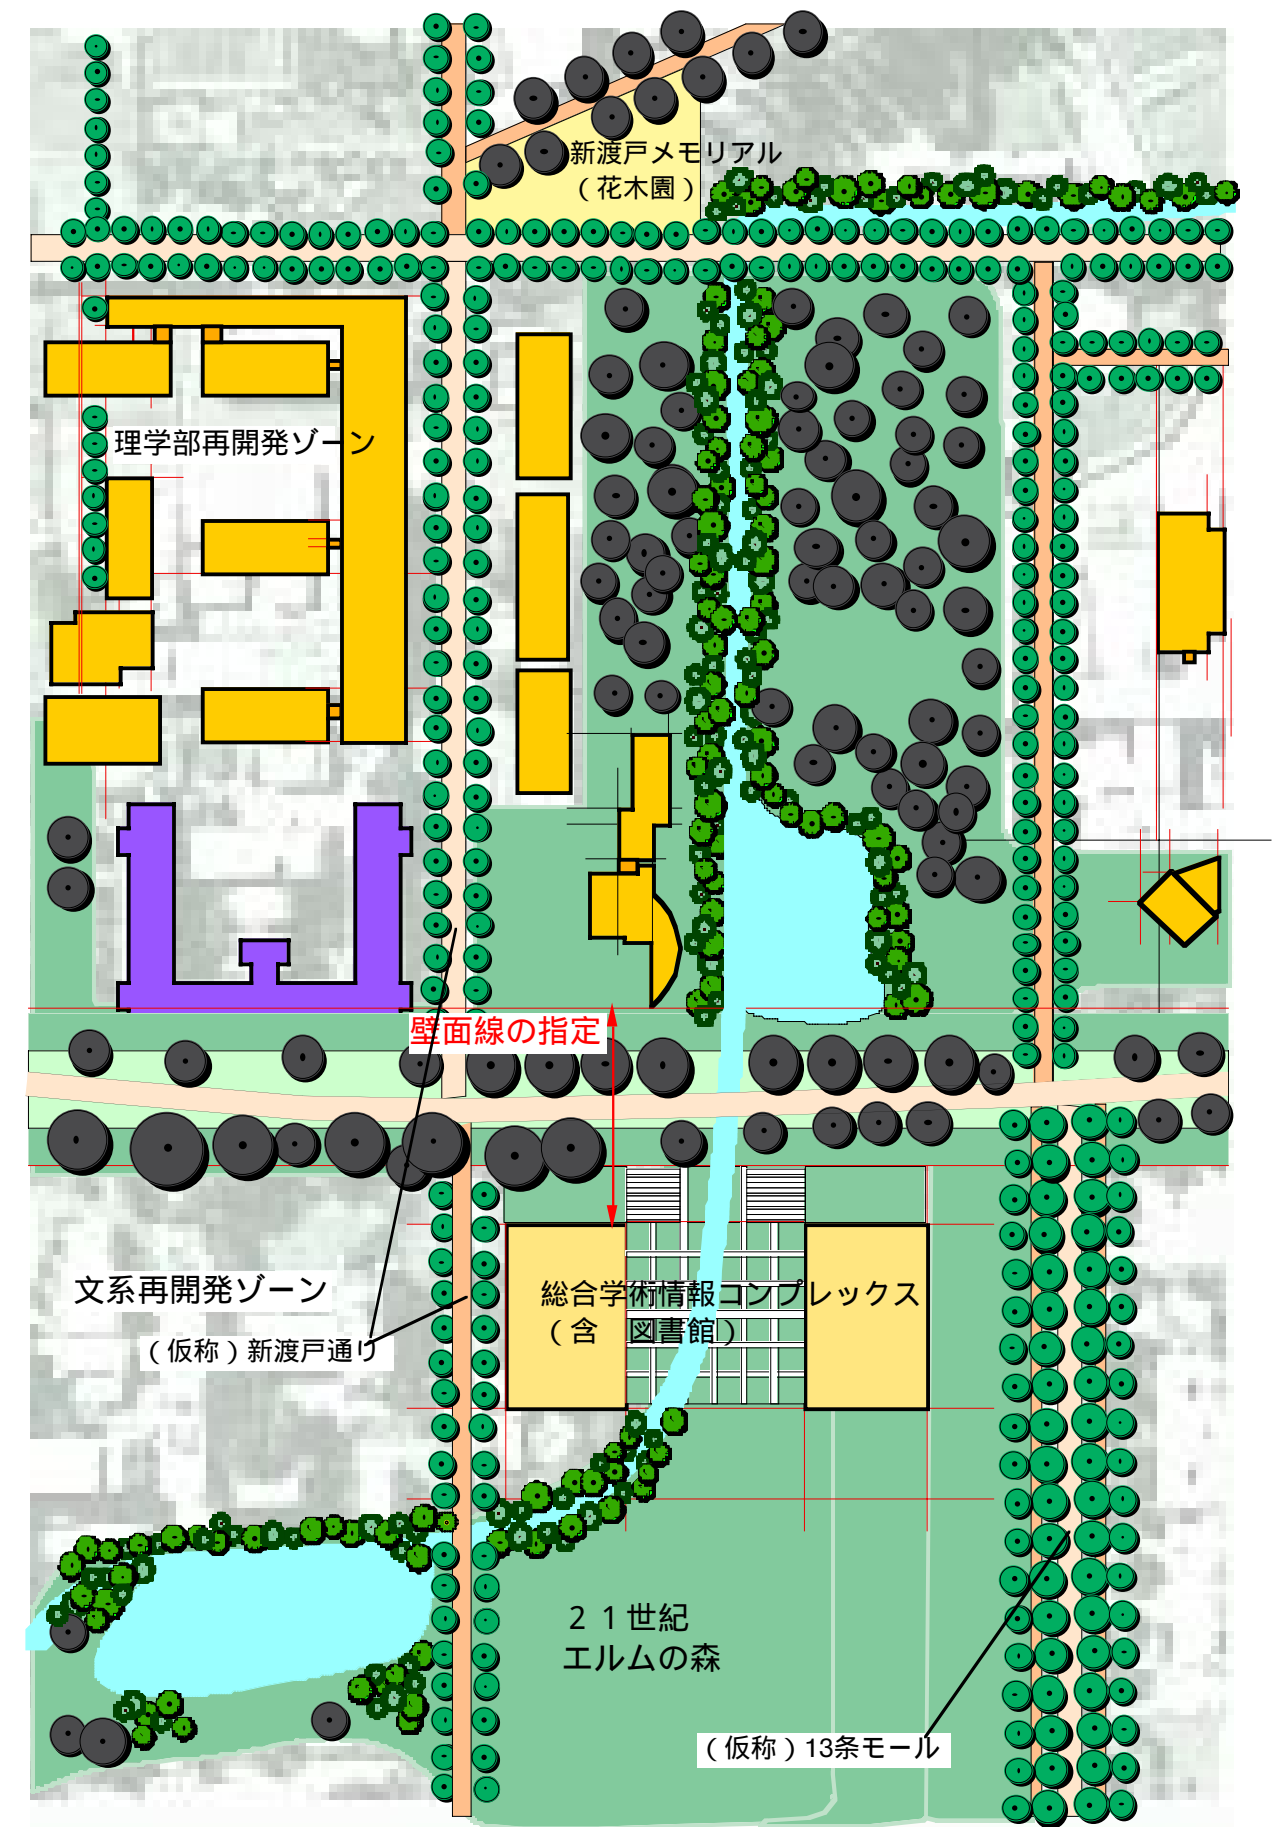 新渡戸メモリアル
（花木園）
理学部再開発ゾーン
壁面線の指定
文系再開発ゾーン
（仮称）新渡戸通り
総合学術情報コンプレックス
（含　図書館）
２１世紀
エルムの森
（仮称）13条モール